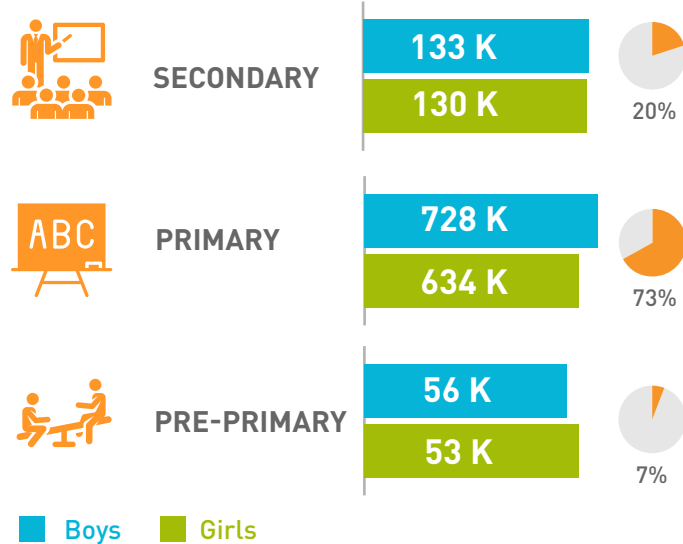 SECONDARY
133 K
130 K
20%
ABC
PRIMARY
728 K
634 K
73%
PRE-PRIMARY
56 K
53 K
7%
Boys Girls